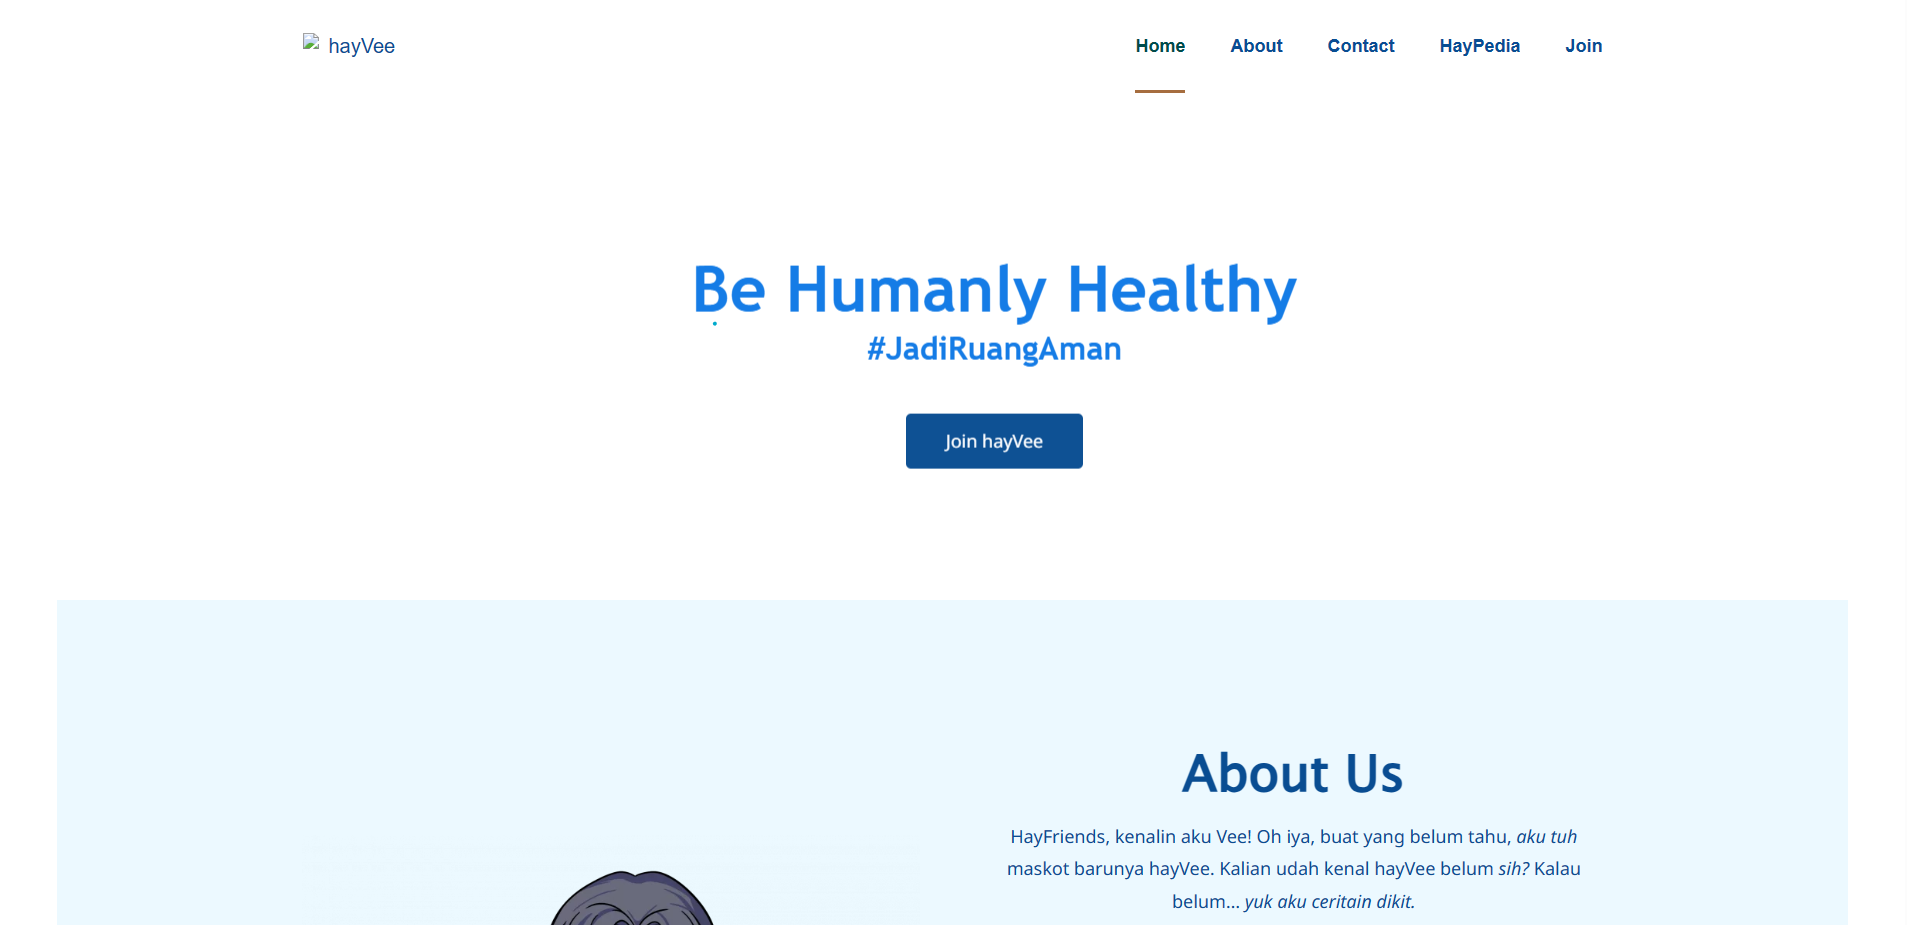 hayVee
Home About Contact HayPedia Join
Be Humanly Healthy
#JadiRuangAman
Join hayVee
About Us
HayFriends, kenalin aku Vee! Oh iya, buat yang belum tahu, aku tuh
maskot barunya hayVee. Kalian udah kenal hayVee belum sih? Kalau
belum... yuk aku ceritain dikit.